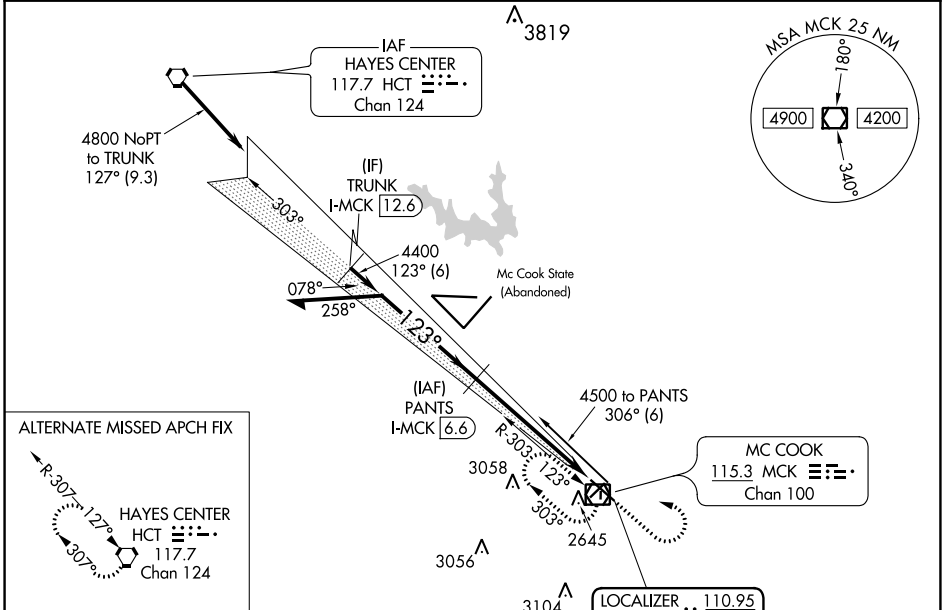 3819
IAF
HAYES CENTER
117.7 HCT
Chan 124
MSA MCK 25 NM
180°
4900
4200
340°
4800 NoPT
to TRUNK
127° (9.3)
(IF)
TRUNK
I-MCK 12.6
303°
4400
123° (6)
Mc Cook State
(Abandoned)
078°
258°
123°
(IAF)
PANTS
I-MCK 6.6
4500 to PANTS
306° (6)
R-303
123°
303°
3058
2645
3056
3104
MC COOK
115.3 MCK
Chan 100
LOCALIZER 110.95
ALTERNATE MISSED APCH FIX
R-307
127°
307°
HAYES CENTER
HCT
117.7
Chan 124